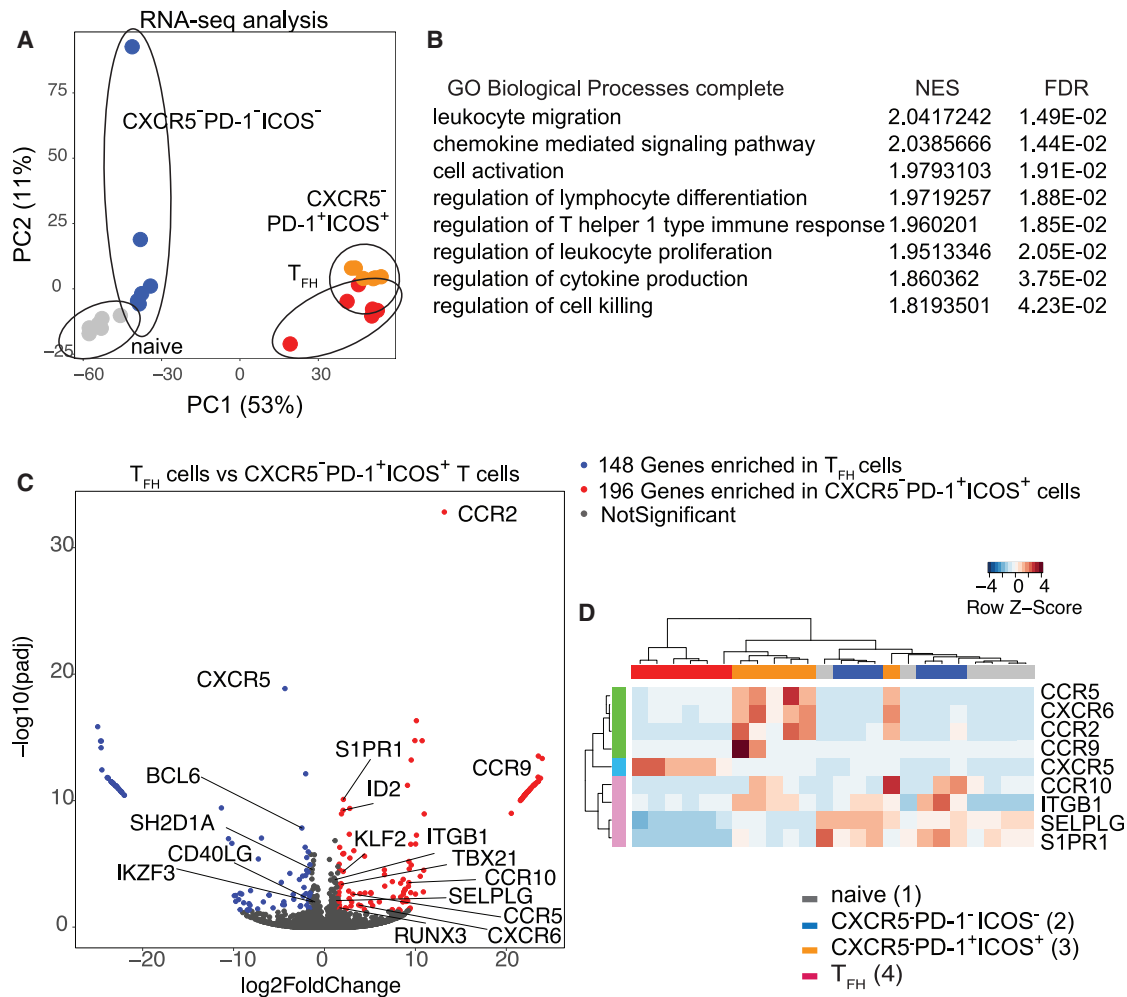 A
RNA-seq analysis
PC2 (11%)
75
50
25
0
−25
CXCR5-PD-1-ICOS-
CXCR5-
PD-1+ICOS+
TFH
naive
−60
−30
0
30
PC1 (53%)
B
GO Biological Processes complete NES FDR
leukocyte migration 2.0417242 1.49E-02
chemokine mediated signaling pathway 2.0385666 1.44E-02
cell activation 1.9793103 1.91E-02
regulation of lymphocyte differentiation 1.9719257 1.88E-02
regulation of T helper 1 type immune response 1.960201 1.85E-02
regulation of leukocyte proliferation 1.9513346 2.05E-02
regulation of cytokine production 1.860362 3.75E-02
regulation of cell killing 1.8193501 4.23E-02
C
TFH cells vs CXCR5-PD-1+ICOS+ T cells
148 Genes enriched in TFH cells
196 Genes enriched in CXCR5-PD-1+ICOS+ cells
NotSignificant
−log10(padj)
30
20
10
0
CCR2
CXCR5
S1PR1
BCL6
ID2
CCR9
SH2D1A
KLF2
ITGB1
CD40LG
TBX21
IKZF3
CCR10
SELPLG
CCR5
RUNX3
CXCR6
−20
−10
0
10
20
log2FoldChange
D
−4 0 4
Row Z−Score
CCR5
CXCR6
CCR2
CCR9
CXCR5
CCR10
ITGB1
SELPLG
S1PR1
naive (1)
CXCR5-PD-1-ICOS- (2)
CXCR5-PD-1+ICOS+ (3)
TFH (4)